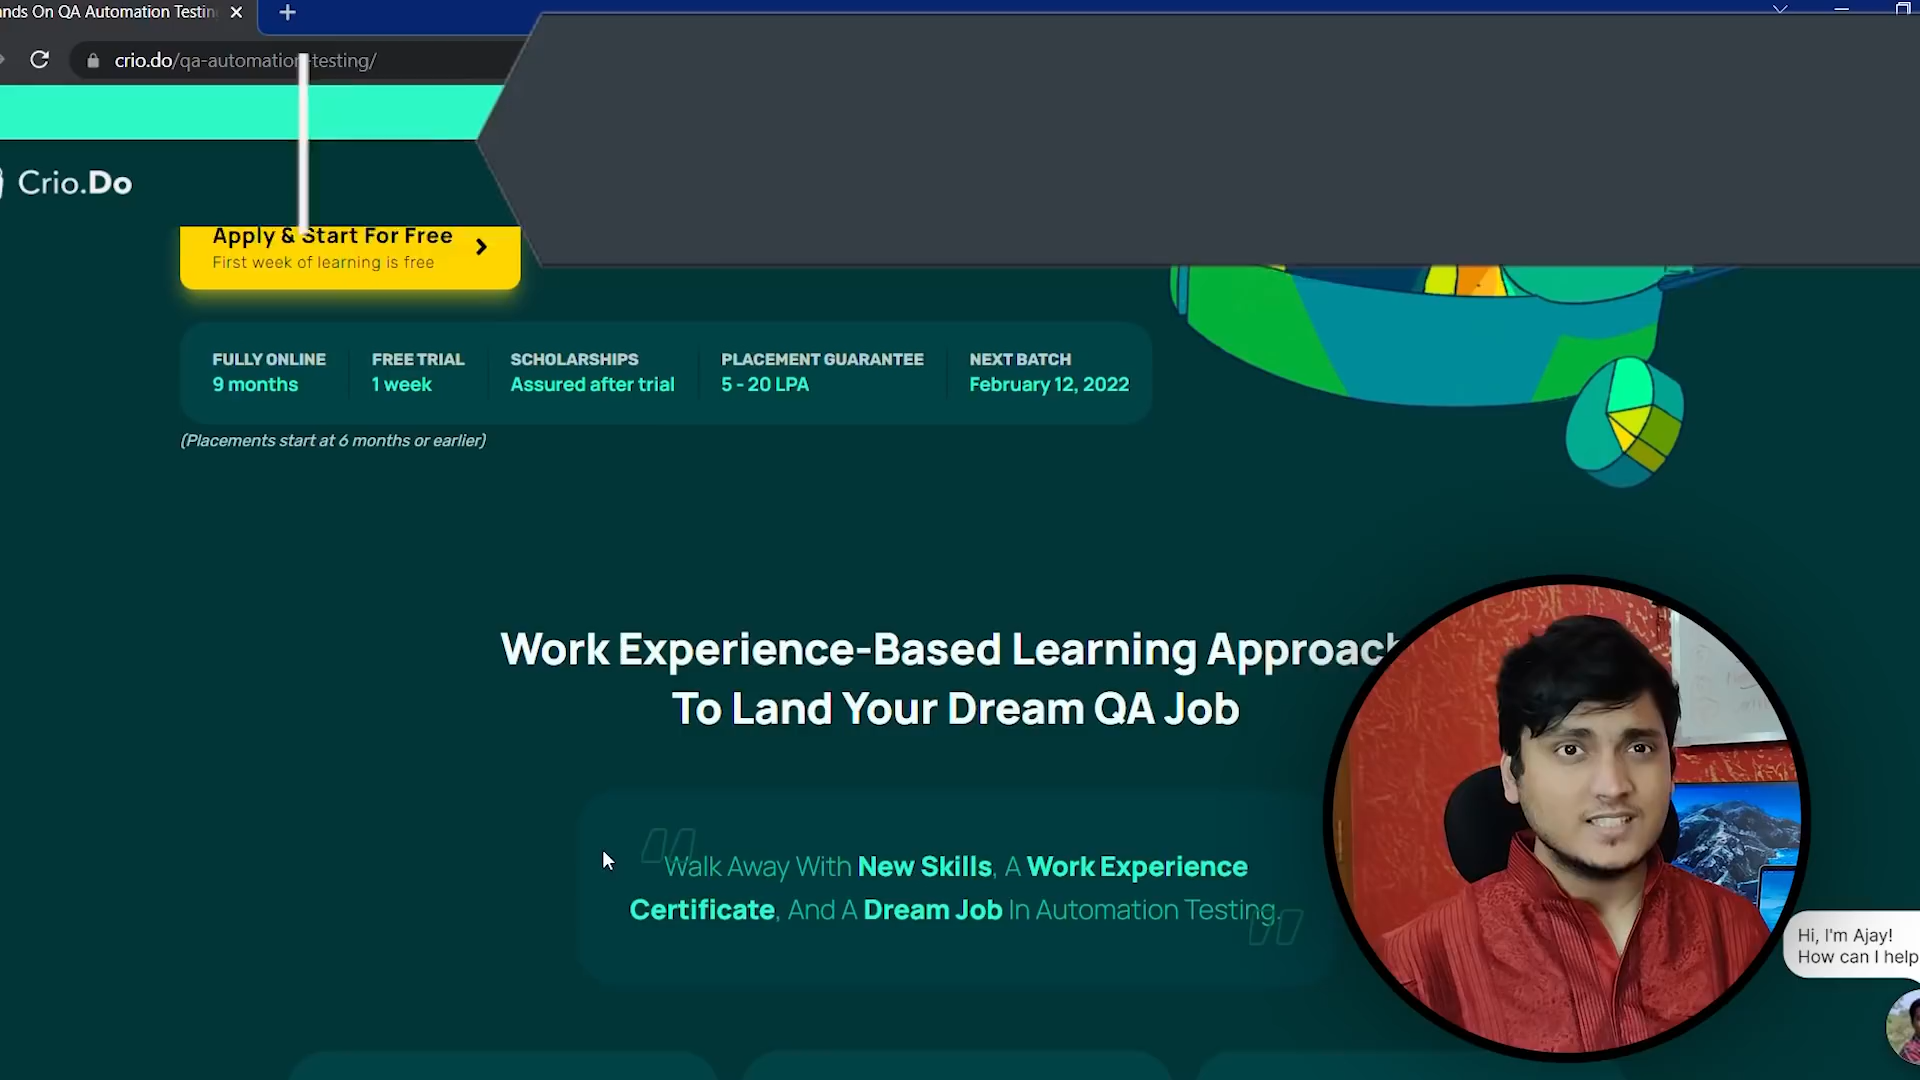 nds On QA Automation Testin
crio.do/qa-automation-testing/
Crio.Do
Apply & Start For Free
First week of learning is free
FULLY ONLINE
9 months
FREE TRIAL
1 week
SCHOLARSHIPS
Assured after trial
PLACEMENT GUARANTEE
5 - 20 LPA
NEXT BATCH
February 12, 2022
(Placements start at 6 months or earlier)
Work Experience-Based Learning Approach
To Land Your Dream QA Job
Walk Away With New Skills, A Work Experience
Certificate, And A Dream Job In Automation Testing.
Hi, I'm Ajay!
How can I help